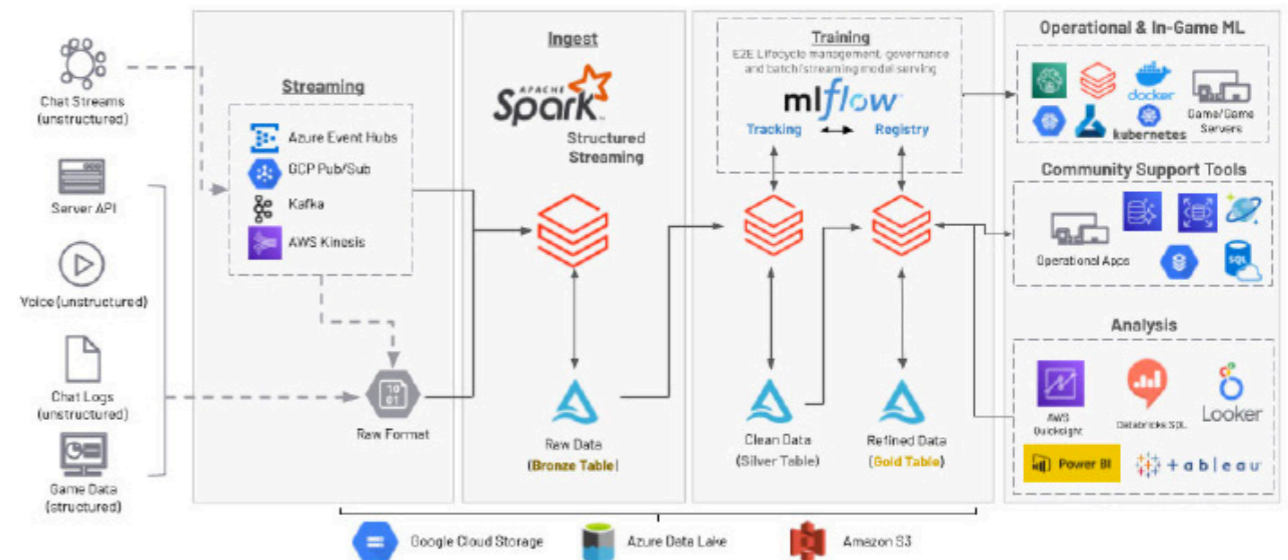 Chat Streams
(unstructured)
Server API
Voice (unstructured)
Chat Logs
(unstructured)
Game Data
(structured)
Streaming
Azure Event Hubs
GCP Pub/Sub
Kafka
AWS Kinesis
10
01
Raw Format
Ingest
APACHE
Spark
Structured
Streaming
Raw Data
(Bronze Table)
Training
E2E Lifecycle management, governance
and batch/streaming model serving
mlflow
Tracking
Registry
Clean Data
(Silver Table)
Refined Data
(Gold Table)
Operational & In-Game ML
docker
kubernetes
Game/Game
Servers
Community Support Tools
Operational Apps
SQL
Analysis
AWS
Quicksight
Databricks SQL
Looker
Power BI
+ableau
Google Cloud Storage
Azure Data Lake
Amazon S3